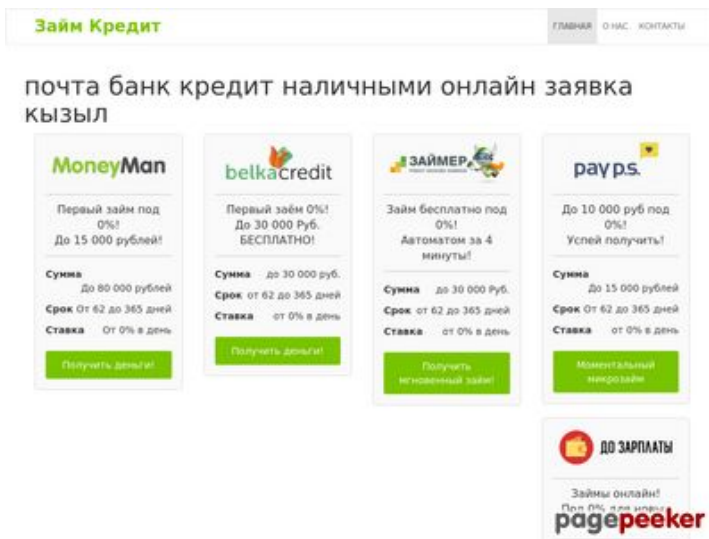 Займ Кредит
ГЛАВНАЯ О НАС КОНТАКТЫ
почта банк кредит наличными онлайн заявка
кызыл
MoneyMan
Первый займ под
0%!
До 15 000 рублей!
Сумма
До 80 000 рублей
Срок От 62 до 365 дней
Ставка От 0% в день
Получить деньги!
belkacredit
Первый заём 0%!
До 30 000 Руб.
БЕСПЛАТНО!
Сумма до 30 000 руб.
Срок От 62 до 365 дней
Ставка от 0% в день
Получить деньги!
ЗАЙМЕР
Займ бесплатно под
0%!
Автоматом за 4
минуты!
Сумма до 30 000 Руб.
Срок от 62 до 365 дней
Ставка от 0% в день
Получить
мгновенный займ!
pay p.s.
До 10 000 руб под
0%!
Успей получить!
Сумма
До 15 000 рублей
Срок От 62 до 365 дней
Ставка от 0% в день
Моментальный
микрозайм
ДО ЗАРПЛАТЫ
Займы онлайн!
Под 0% для новых
pagepeeker